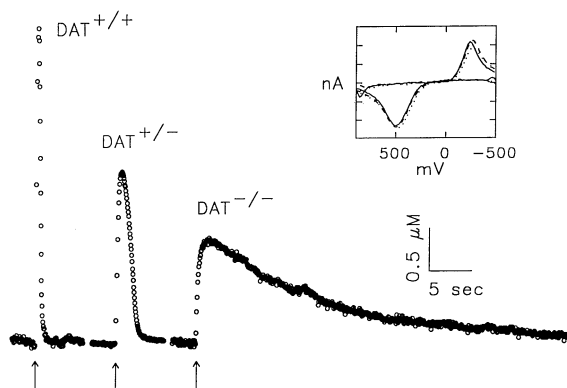 DAT+/+
DAT+/-
DAT-/-
nA
500 0 -500
mV
0.5 μM
5 sec